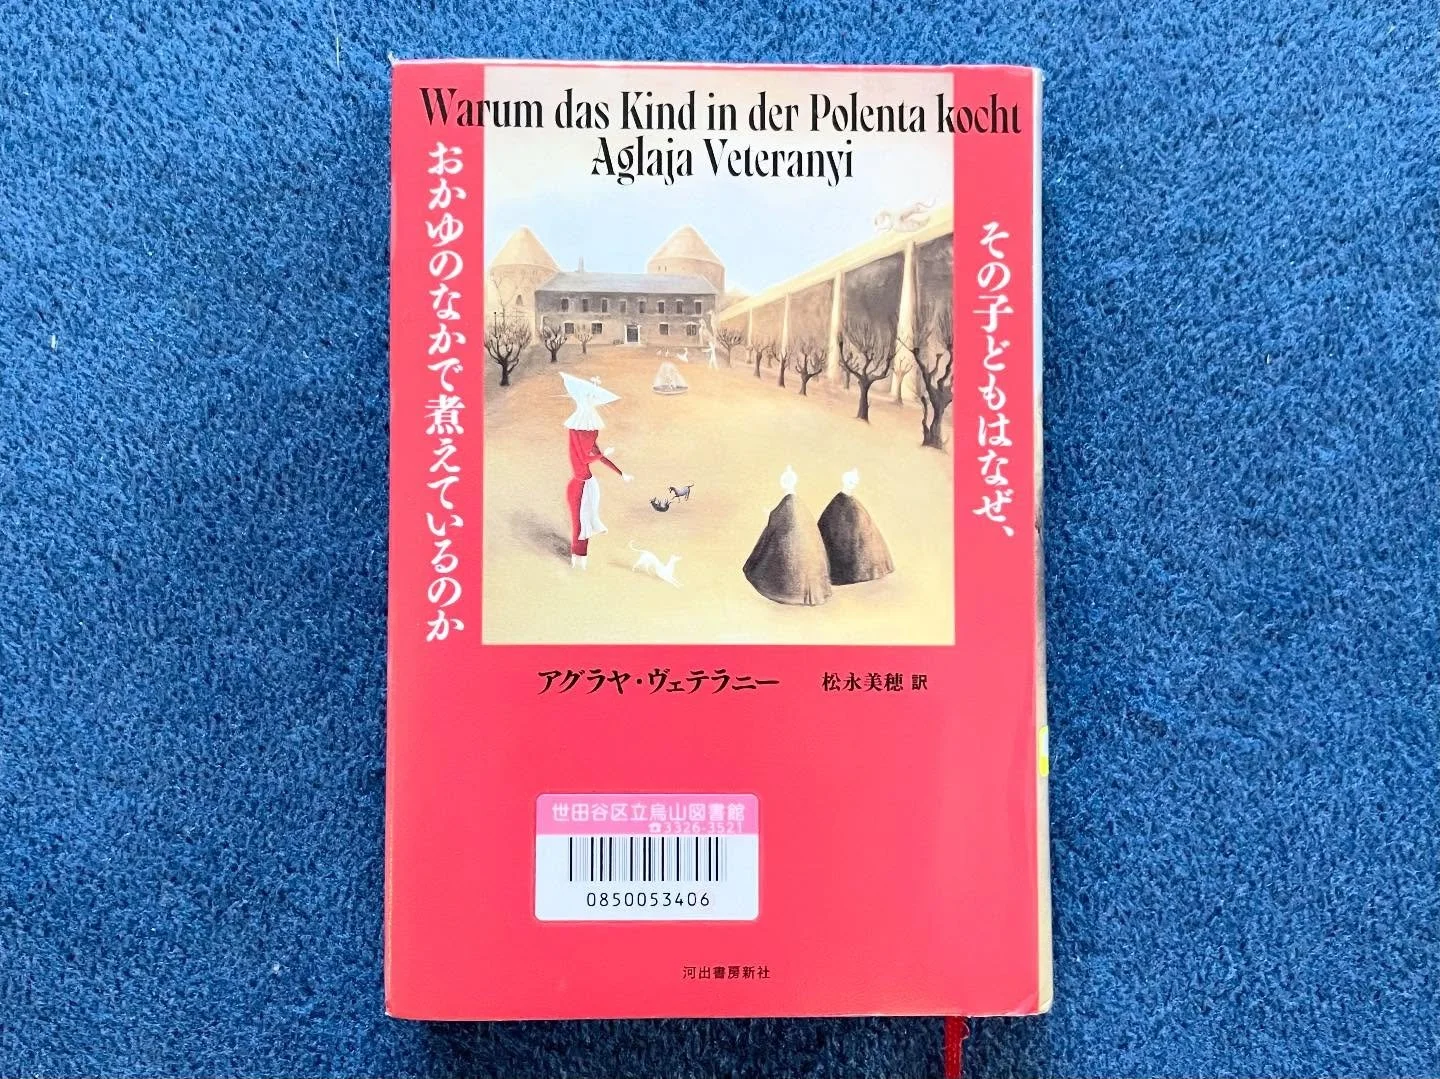 Warum das Kind in der Polenta kocht
Aglaja Veteranyi
その子どもはなぜ、
おかゆのなかで煮えているのか
アグラヤ・ヴェテラニー 松永美穂 訳
世田谷区立烏山図書館
☎3326-3521
0850053406
河出書房新社